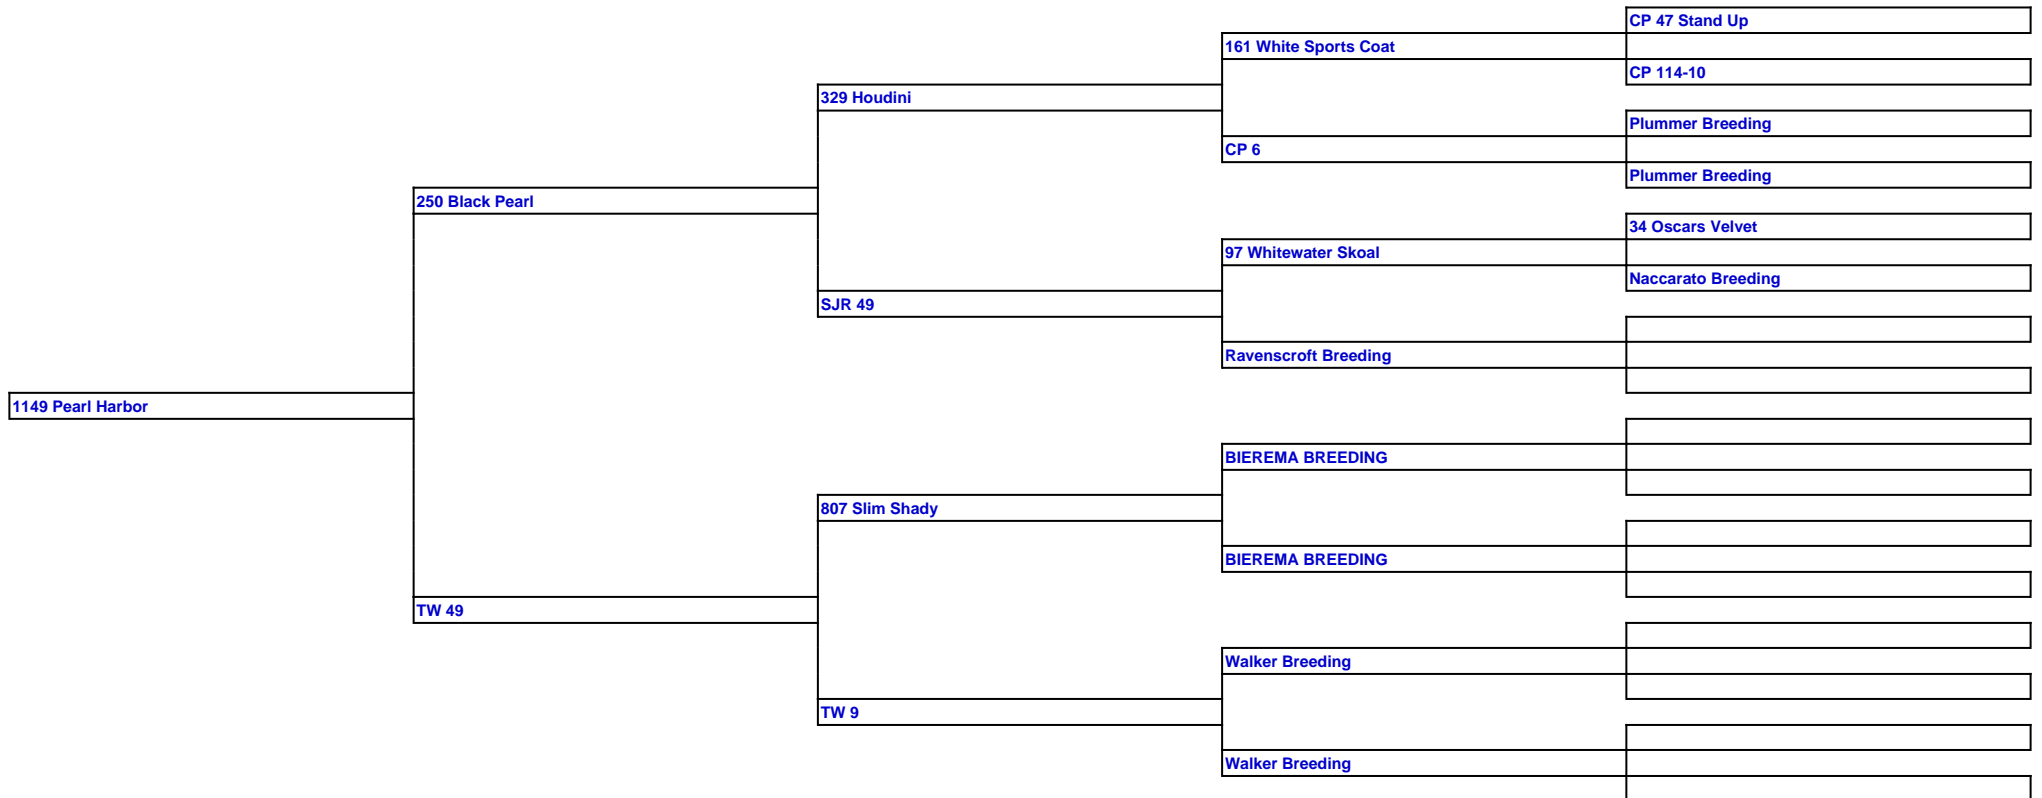 CP 47 Stand Up
161 White Sports Coat
CP 114-10
329 Houdini
Plummer Breeding
CP 6
Plummer Breeding
250 Black Pearl
34 Oscars Velvet
97 Whitewater Skoal
Naccarato Breeding
SJR 49
Ravenscroft Breeding
1149 Pearl Harbor
BIEREMA BREEDING
807 Slim Shady
BIEREMA BREEDING
TW 49
Walker Breeding
TW 9
Walker Breeding